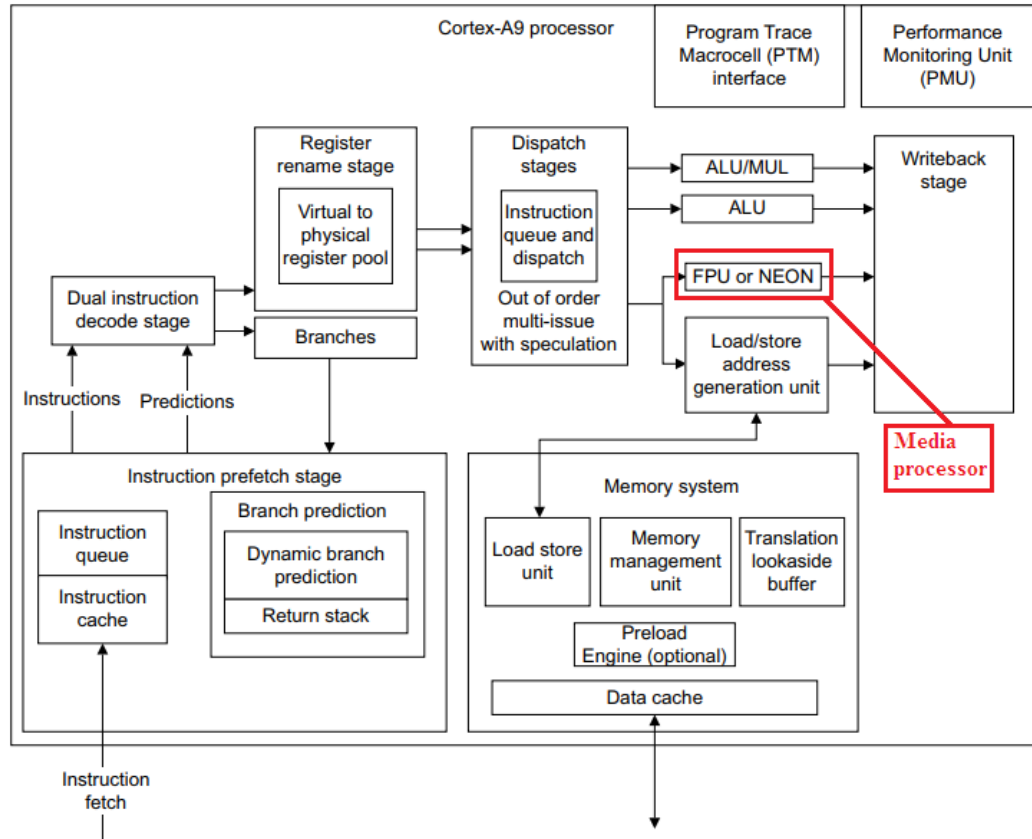 Cortex-A9 processor
Program Trace
Macrocell (PTM)
interface
Performance
Monitoring Unit
(PMU)
Register
rename stage
Virtual to
physical
register pool
Dispatch
stages
Instruction
queue and
dispatch
Out of order
multi-issue
with speculation
ALU/MUL
ALU
FPU or NEON
Load/store
address
generation unit
Writeback
stage
Dual instruction
decode stage
Branches
Instructions
Predictions
Media
processor
Instruction prefetch stage
Instruction
queue
Instruction
cache
Branch prediction
Dynamic branch
prediction
Return stack
Memory system
Load store
unit
Memory
management
unit
Translation
lookaside
buffer
Preload
Engine (optional)
Data cache
Instruction
fetch